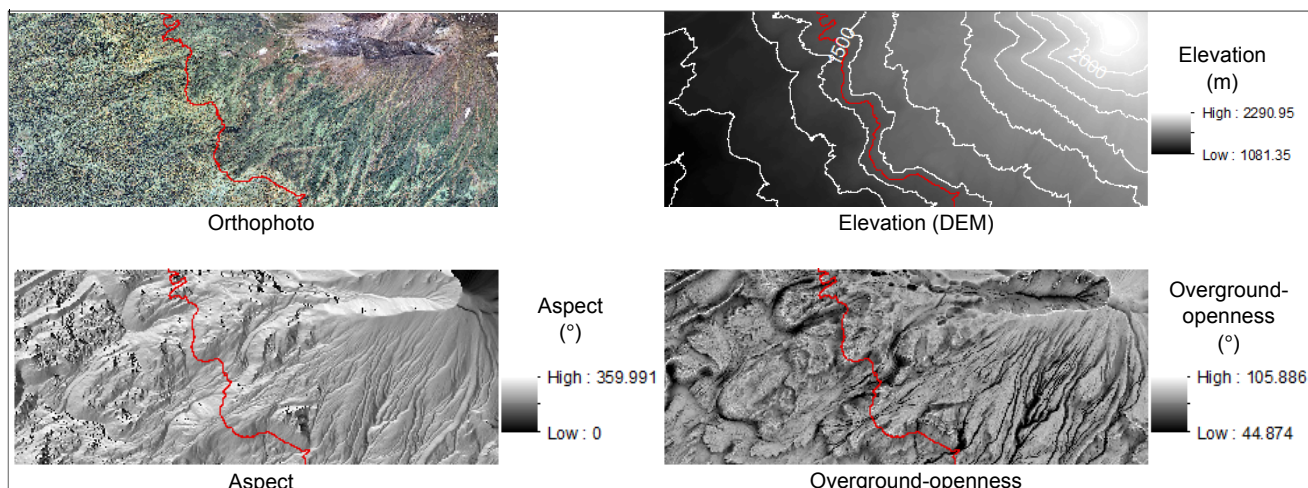 1500
2000
Elevation
(m)
High : 2290.95
Low : 1081.35
Orthophoto
Elevation (DEM)
Aspect
(°)
High : 359.991
Low : 0
Overground-
openness
(°)
High : 105.886
Low : 44.874
Aspect
Overground-openness